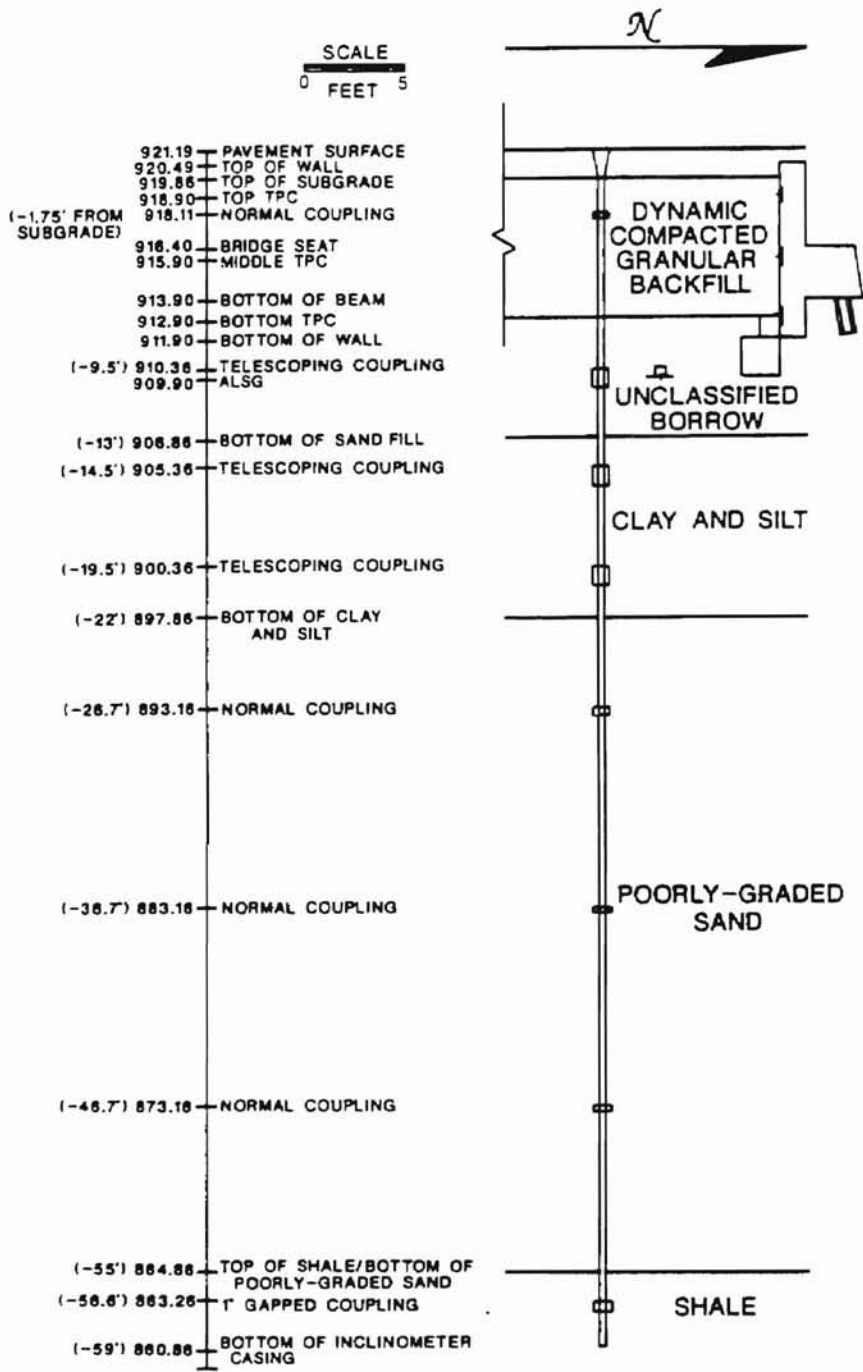 N
SCALE
0 5
FEET
921.19 PAVEMENT SURFACE
920.49 TOP OF WALL
919.86 TOP OF SUBGRADE
918.90 TOP TPC
(-1.75' FROM SUBGRADE) 918.11 NORMAL COUPLING
916.40 BRIDGE SEAT
915.90 MIDDLE TPC
913.90 BOTTOM OF BEAM
912.90 BOTTOM TPC
911.90 BOTTOM OF WALL
(-9.5') 910.36 TELESCOPING COUPLING
909.90 ALSG
(-13') 906.86 BOTTOM OF SAND FILL
(-14.5') 905.36 TELESCOPING COUPLING
(-19.5') 900.36 TELESCOPING COUPLING
(-22') 897.86 BOTTOM OF CLAY
AND SILT
(-26.7') 893.16 NORMAL COUPLING
(-36.7') 883.16 NORMAL COUPLING
(-46.7') 873.16 NORMAL COUPLING
(-55') 864.86 TOP OF SHALE/BOTTOM OF
POORLY-GRADED SAND
(-56.6') 863.26 1" GAPPED COUPLING
(-59') 860.86 BOTTOM OF INCLINOMETER
CASING
DYNAMIC
COMPACTED
GRANULAR
BACKFILL
UNCLASSIFIED
BORROW
CLAY AND SILT
POORLY-GRADED
SAND
SHALE